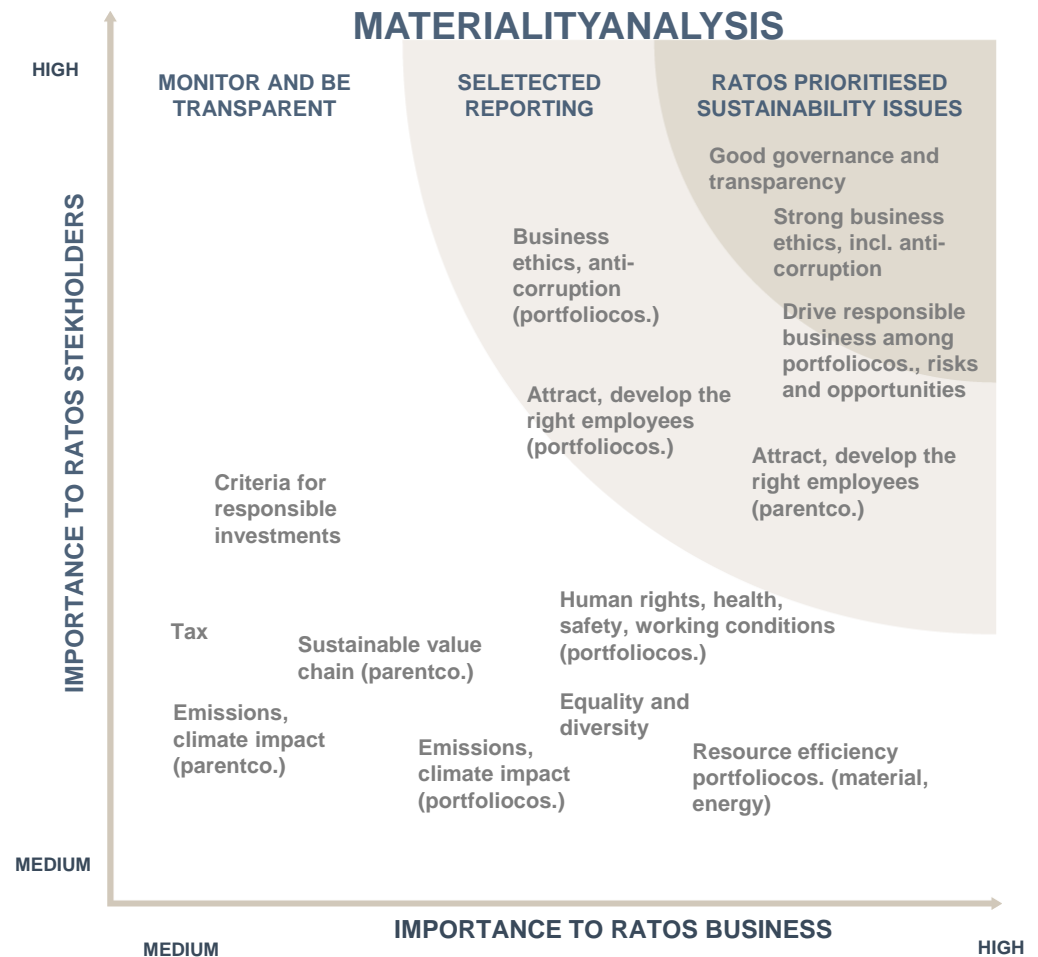 MATERIALITYANALYSIS
HIGH
MONITOR AND BE
TRANSPARENT
SELETECTED
REPORTING
RATOS PRIORITIESED
SUSTAINABILITY ISSUES
Good governance and
transparency
Strong business
ethics, incl. anti-
corruption
Business
ethics, anti-
corruption
(portfoliocos.)
Drive responsible
business among
portfoliocos., risks
and opportunities
Attract, develop the
right employees
(portfoliocos.)
Attract, develop the
right employees
(parentco.)
Criteria for
responsible
investments
Human rights, health,
safety, working conditions
(portfoliocos.)
Tax
Sustainable value
chain (parentco.)
Equality and
diversity
Emissions,
climate impact
(parentco.)
Emissions,
climate impact
(portfoliocos.)
Resource efficiency
portfoliocos. (material,
energy)
IMPORTANCE TO RATOS STEKHOLDERS
MEDIUM
IMPORTANCE TO RATOS BUSINESS
MEDIUM
HIGH